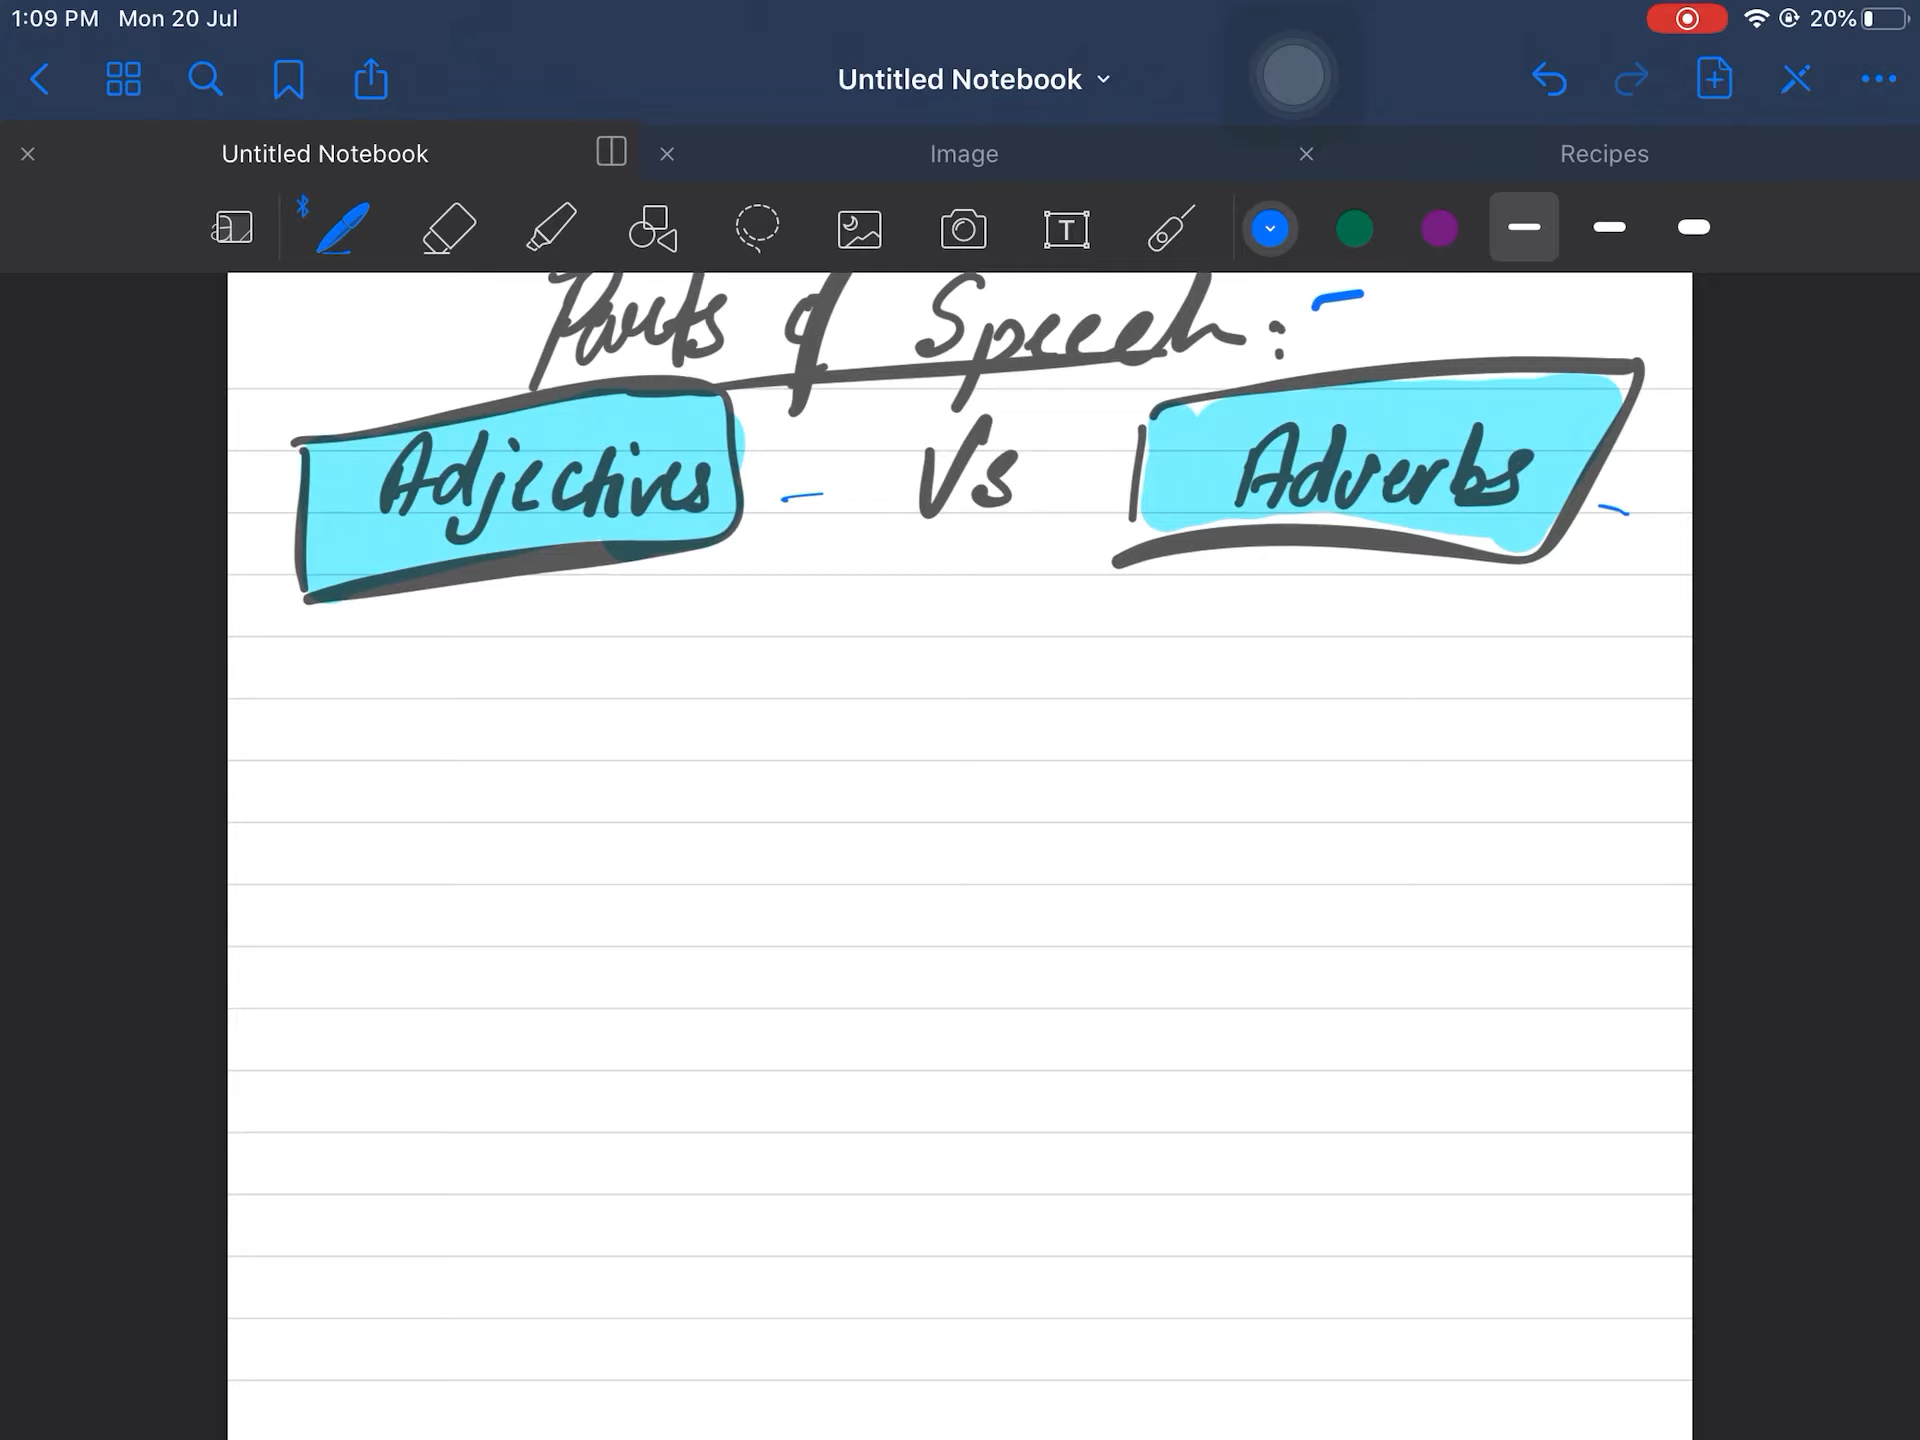 1:09 PM Mon 20 Jul 20%
Untitled Notebook
Untitled Notebook Image Recipes
T
Parts of Speech:
Adjectives Vs Adverbs